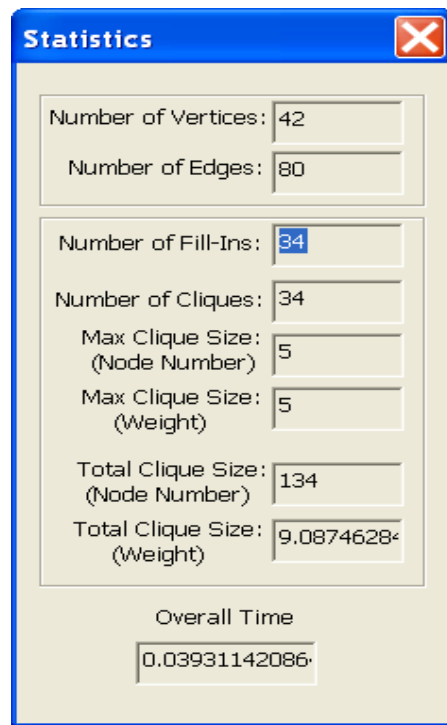 Statistics
Number of Vertices: 42
Number of Edges: 80
Number of Fill-Ins: 34
Number of Cliques: 34
Max Clique Size:
(Node Number) 5
Max Clique Size:
(Weight) 5
Total Clique Size:
(Node Number) 134
Total Clique Size:
(Weight) 9.08746284
Overall Time
0.03931142086